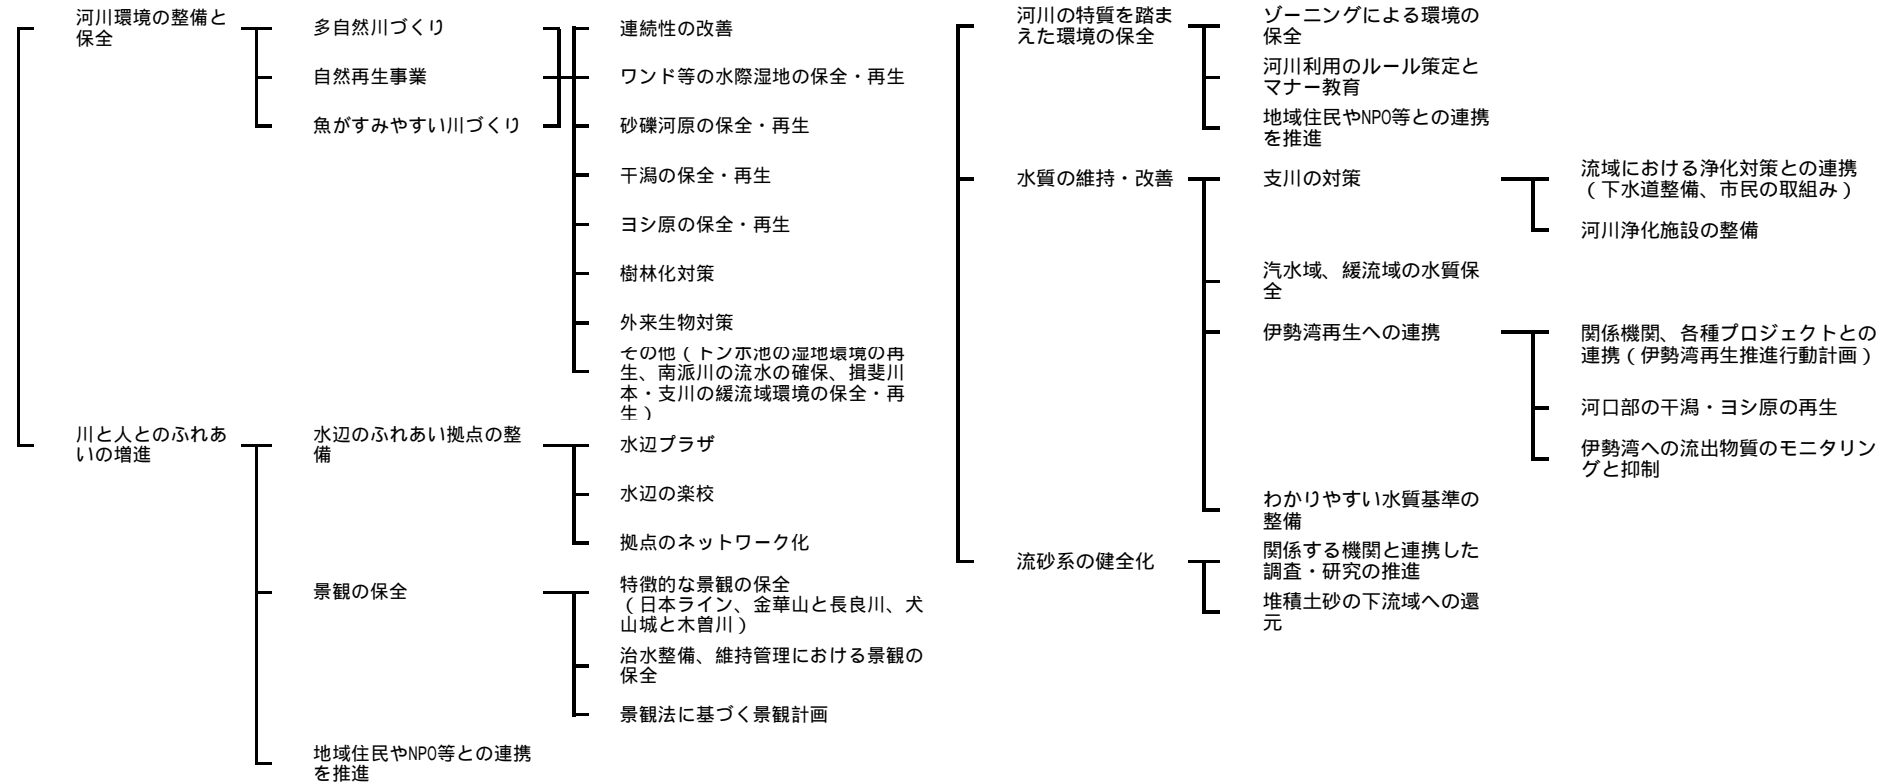 河川環境の整備と
保全
多自然川づくり
自然再生事業
魚がすみやすい川づくり
連続性の改善
ワンド等の水際湿地の保全・再生
砂礫河原の保全・再生
干潟の保全・再生
ヨシ原の保全・再生
樹林化対策
外来生物対策
その他（トンボ池の湿地環境の再
生、南派川の流水の確保、揖斐川
本・支川の緩流域環境の保全・再
生）
川と人とのふれあ
いの増進
水辺のふれあい拠点の整
備
水辺プラザ
水辺の楽校
拠点のネットワーク化
景観の保全
特徴的な景観の保全
（日本ライン、金華山と長良川、犬
山城と木曽川）
治水整備、維持管理における景観の
保全
景観法に基づく景観計画
地域住民やNPO等との連携
を推進
河川の特質を踏ま
えた環境の保全
ゾーニングによる環境の
保全
河川利用のルール策定と
マナー教育
地域住民やNPO等との連携
を推進
水質の維持・改善
支川の対策
流域における浄化対策との連携
（下水道整備、市民の取組み）
河川浄化施設の整備
汽水域、緩流域の水質保
全
伊勢湾再生への連携
関係機関、各種プロジェクトとの
連携（伊勢湾再生推進行動計画）
河口部の干潟・ヨシ原の再生
伊勢湾への流出物質のモニタリン
グと抑制
わかりやすい水質基準の
整備
流砂系の健全化
関係する機関と連携した
調査・研究の推進
堆積土砂の下流域への還
元